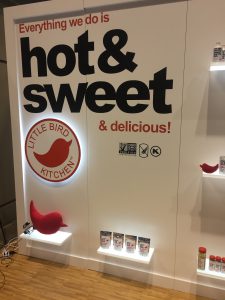 Everything we do is
hot&
sweet
& delicious!
LITTLE BIRD
KITCHEN